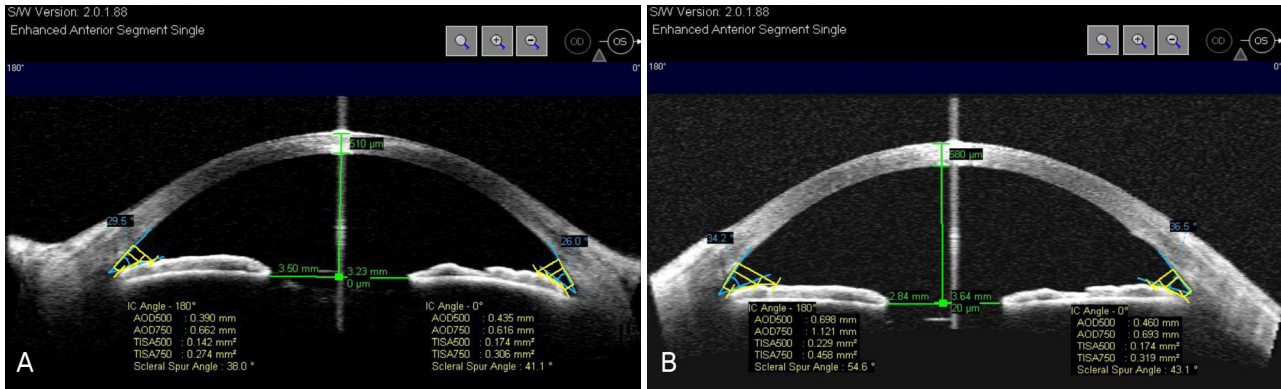 S/W Version: 2.0.1.88
Enhanced Anterior Segment Single
OD
OS
180°
0°
510 µm
29.5 °
26.0 °
3.50 mm
3.23 mm
0 µm
IC Angle - 180°
AOD500 : 0.390 mm
AOD750 : 0.662 mm
TISA500 : 0.142 mm²
TISA750 : 0.274 mm²
Scleral Spur Angle : 38.0 °
IC Angle - 0°
AOD500 : 0.435 mm
AOD750 : 0.616 mm
TISA500 : 0.174 mm²
TISA750 : 0.306 mm²
Scleral Spur Angle : 41.1 °
A
S/W Version: 2.0.1.88
Enhanced Anterior Segment Single
OD
OS
180°
0°
580 µm
34.2 °
36.5 °
2.84 mm
3.64 mm
20 µm
IC Angle - 180°
AOD500 : 0.698 mm
AOD750 : 1.121 mm
TISA500 : 0.229 mm²
TISA750 : 0.458 mm²
Scleral Spur Angle : 54.6 °
IC Angle - 0°
AOD500 : 0.460 mm
AOD750 : 0.693 mm
TISA500 : 0.174 mm²
TISA750 : 0.319 mm²
Scleral Spur Angle : 43.1 °
B